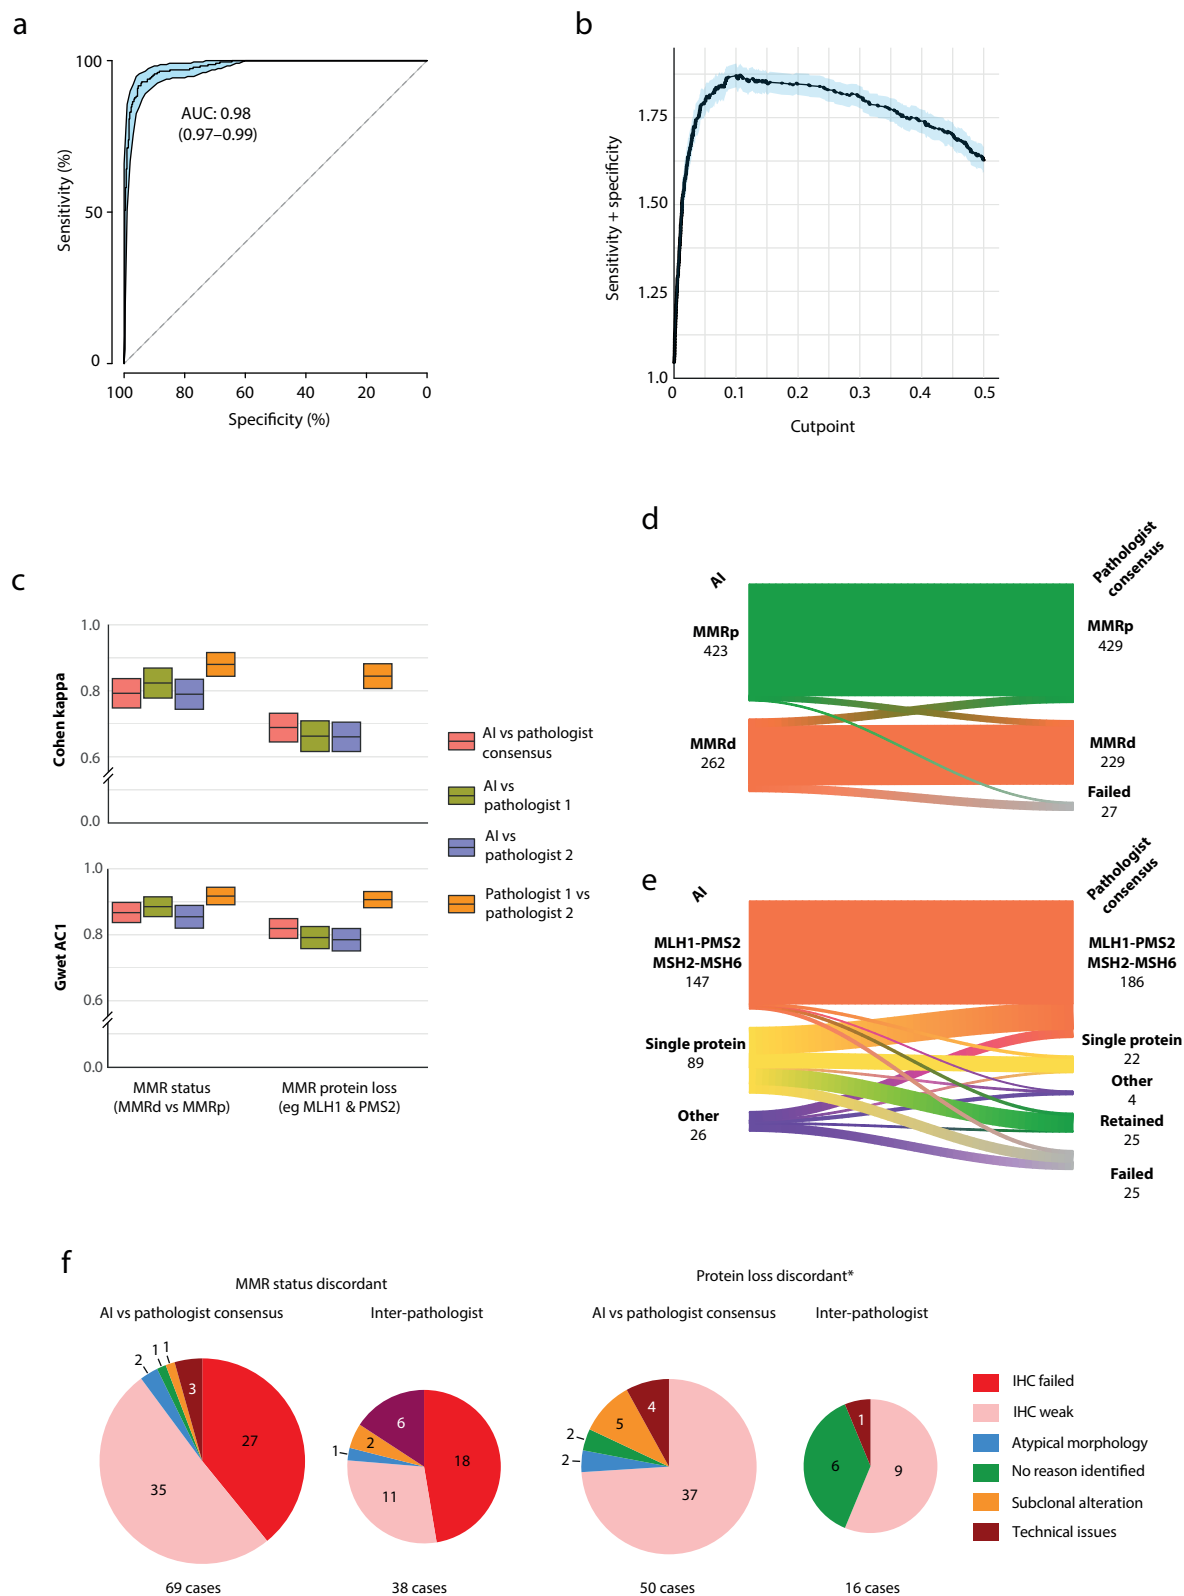 a
100
50
0
Sensitivity (%)
AUC: 0.98
(0.97–0.99)
100 80 60 40 20 0
Specificity (%)
b
1.75
1.50
1.25
1.0
Sensitivity + specificity
0 0.1 0.2 0.3 0.4 0.5
Cutpoint
c
1.0
0.8
0.6
0.0
Cohen kappa
1.0
0.8
0.6
0.0
Gwet AC1
MMR status
(MMRd vs MMRp)
MMR protein loss
(eg MLH1 & PMS2)
AI vs pathologist
consensus
AI vs
pathologist 1
AI vs
pathologist 2
Pathologist 1 vs
pathologist 2
d
AI
Pathologist
consensus
MMRp
423
MMRd
262
MMRp
429
MMRd
229
Failed
27
e
AI
Pathologist
consensus
MLH1-PMS2
MSH2-MSH6
147
Single protein
89
Other
26
MLH1-PMS2
MSH2-MSH6
186
Single protein
22
Other
4
Retained
25
Failed
25
f
MMR status discordant
AI vs pathologist consensus
2
1
1
3
27
35
69 cases
Inter-pathologist
6
2
1
11
18
38 cases
Protein loss discordant*
AI vs pathologist consensus
4
5
2
2
37
50 cases
Inter-pathologist
1
6
9
16 cases
IHC failed
IHC weak
Atypical morphology
No reason identified
Subclonal alteration
Technical issues